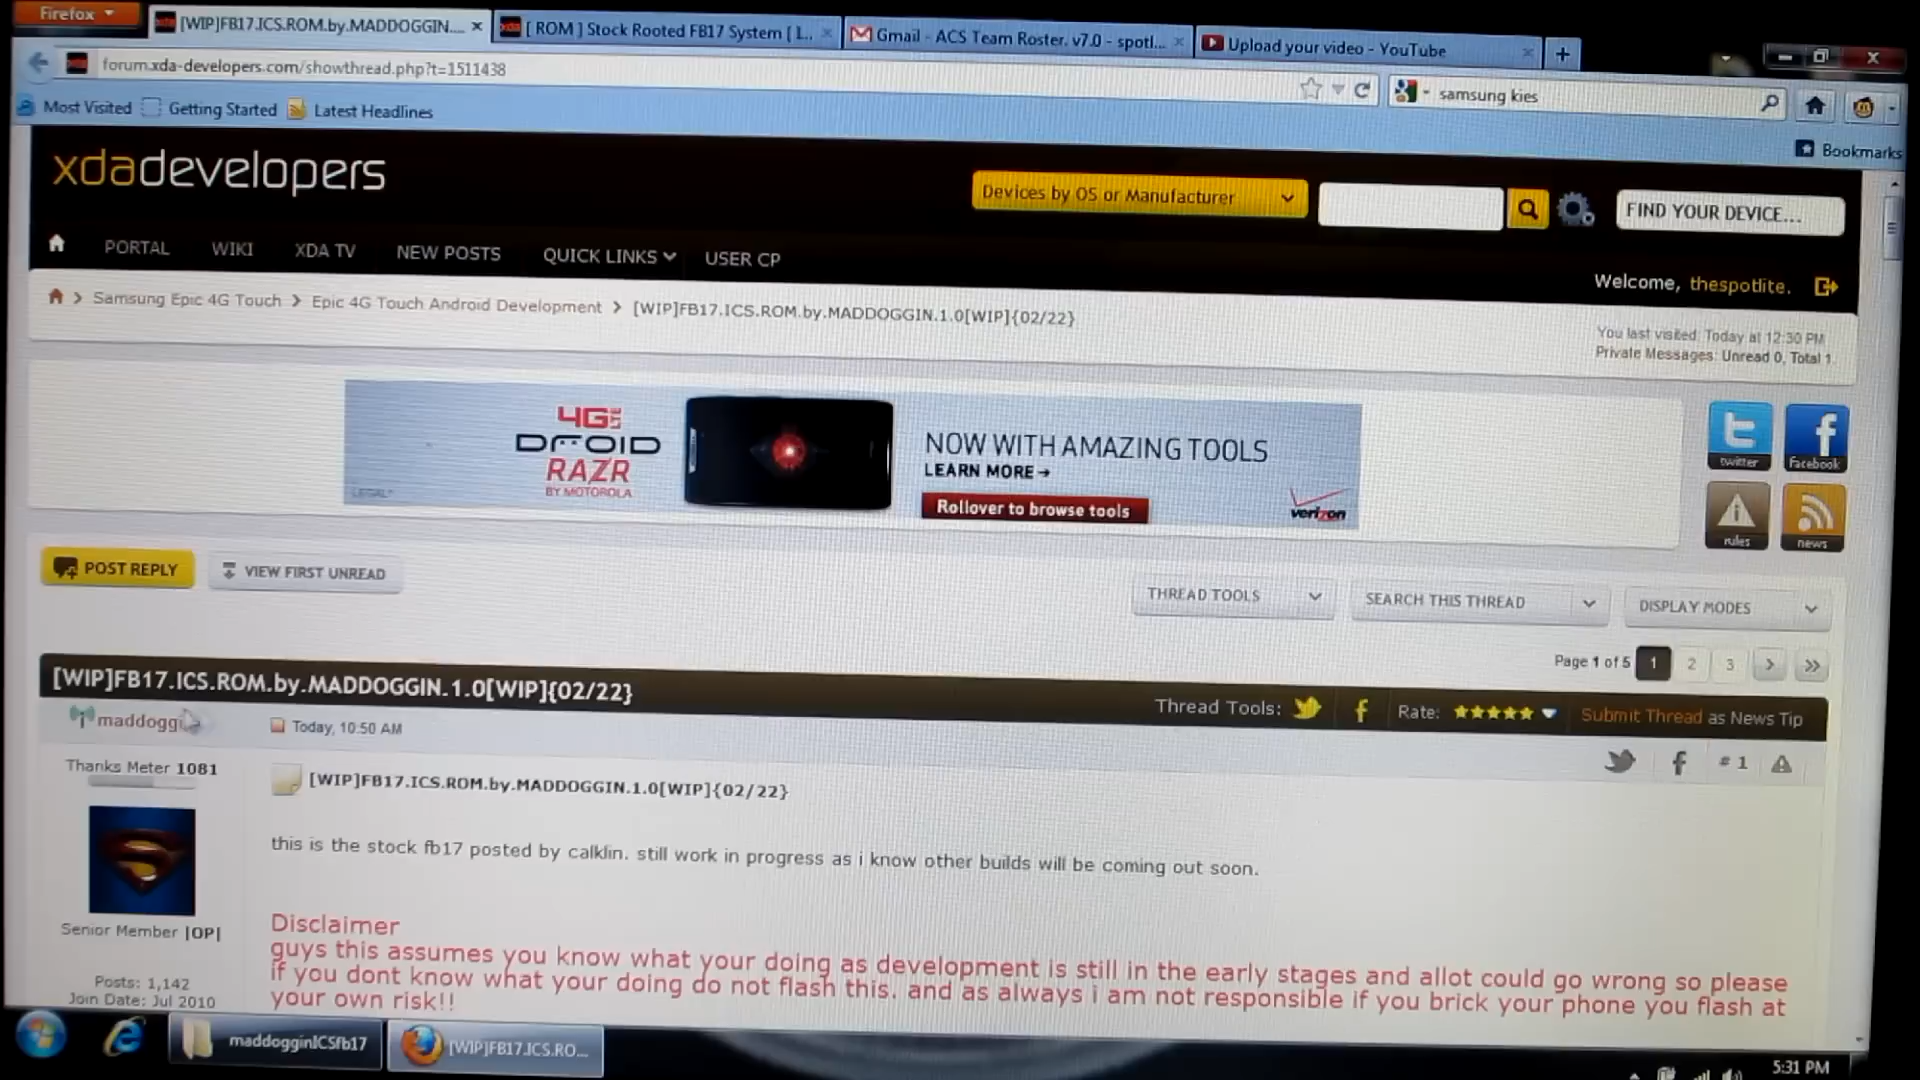 Firefox
[WIP]FB17.ICS.ROM.by.MADDOGGIN....
[ ROM ] Stock Rooted FB17 System [ L...
Gmail - ACS Team Roster. v7.0 - spotl...
Upload your video - YouTube
forum.xda-developers.com/showthread.php?t=1511438
samsung kies
Most Visited
Getting Started
Latest Headlines
Bookmarks
xdadevelopers
Devices by OS or Manufacturer
FIND YOUR DEVICE...
PORTAL
WIKI
XDA TV
NEW POSTS
QUICK LINKS
USER CP
Welcome, thespotlite.
Samsung Epic 4G Touch > Epic 4G Touch Android Development > [WIP]FB17.ICS.ROM.by.MADDOGGIN.1.0[WIP]{02/22}
You last visited: Today at 12:30 PM
Private Messages: Unread 0, Total 1.
4G LTE
DROID
RAZR
BY MOTOROLA
LEGAL+
NOW WITH AMAZING TOOLS
LEARN MORE →
Rollover to browse tools
verizon
twitter
facebook
rules
news
POST REPLY
VIEW FIRST UNREAD
THREAD TOOLS
SEARCH THIS THREAD
DISPLAY MODES
Page 1 of 5
1
2
3
>
>>
[WIP]FB17.ICS.ROM.by.MADDOGGIN.1.0[WIP]{02/22}
Thread Tools:
Rate:
Submit Thread as News Tip
Today, 10:50 AM
# 1
Thanks Meter 1081
[WIP]FB17.ICS.ROM.by.MADDOGGIN.1.0[WIP]{02/22}
this is the stock fb17 posted by calklin. still work in progress as i know other builds will be coming out soon.
Senior Member |OP|
Posts: 1,142
Join Date: Jul 2010
Disclaimer
guys this assumes you know what your doing as development is still in the early stages and allot could go wrong so please
if you dont know what your doing do not flash this. and as always i am not responsible if you brick your phone you flash at
your own risk!!
maddogginICSfb17
[WIP]FB17.ICS.RO...
5:31 PM